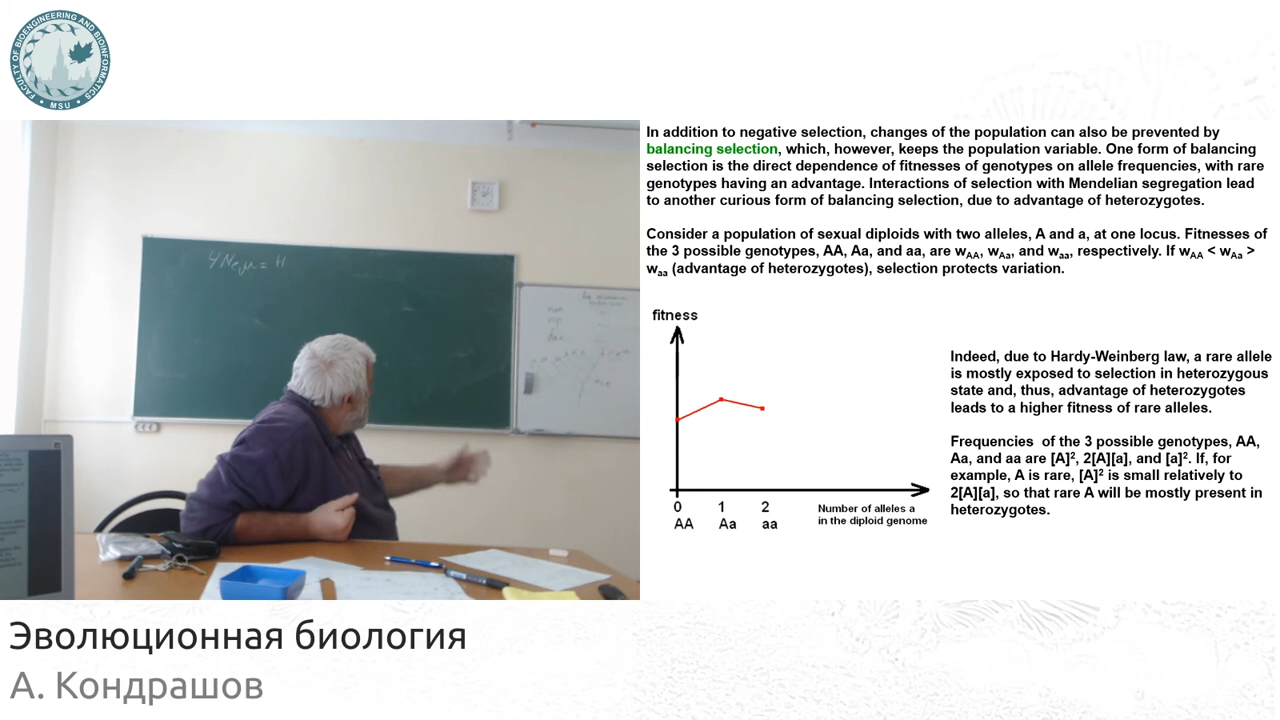 FACULTY OF BIOENGINEERING AND BIOINFORMATICS
• MSU •
4Neμ = H
In addition to negative selection, changes of the population can also be prevented by
balancing selection, which, however, keeps the population variable. One form of balancing
selection is the direct dependence of fitnesses of genotypes on allele frequencies, with rare
genotypes having an advantage. Interactions of selection with Mendelian segregation lead
to another curious form of balancing selection, due to advantage of heterozygotes.
Consider a population of sexual diploids with two alleles, A and a, at one locus. Fitnesses of
the 3 possible genotypes, AA, Aa, and aa, are wAA, wAa, and waa, respectively. If wAA < wAa >
waa (advantage of heterozygotes), selection protects variation.
fitness
0 1 2
AA Aa aa
Number of alleles a
in the diploid genome
Indeed, due to Hardy-Weinberg law, a rare allele
is mostly exposed to selection in heterozygous
state and, thus, advantage of heterozygotes
leads to a higher fitness of rare alleles.
Frequencies of the 3 possible genotypes, AA,
Aa, and aa are [A]², 2[A][a], and [a]². If, for
example, A is rare, [A]² is small relatively to
2[A][a], so that rare A will be mostly present in
heterozygotes.
Эволюционная биология
А. Кондрашов